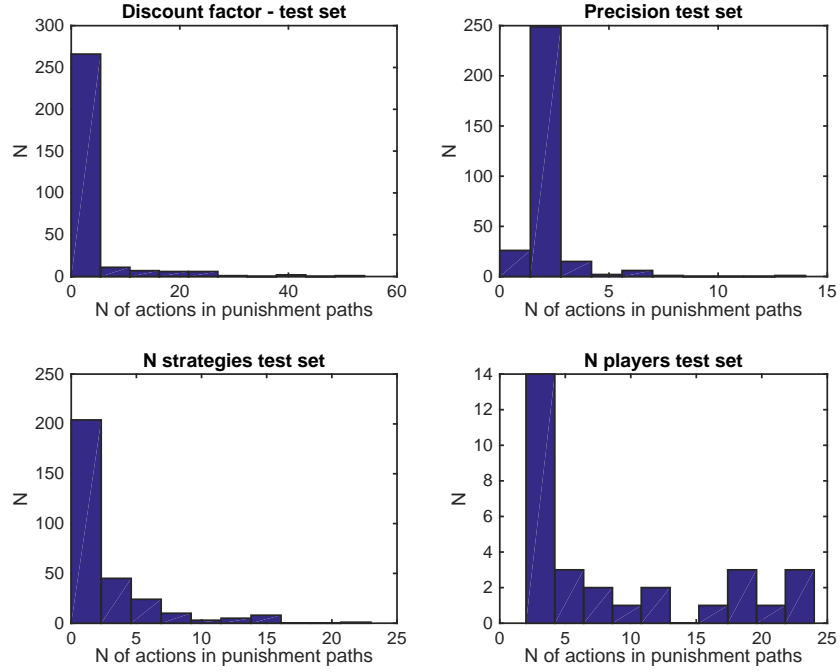 Discount factor - test set
300
250
200
150
100
50
0
N
0 20 40 60
N of actions in punishment paths
Precision test set
250
200
150
100
50
0
N
0 5 10 15
N of actions in punishment paths
N strategies test set
250
200
150
100
50
0
N
0 5 10 15 20 25
N of actions in punishment paths
N players test set
14
12
10
8
6
4
2
0
N
0 5 10 15 20 25
N of actions in punishment paths